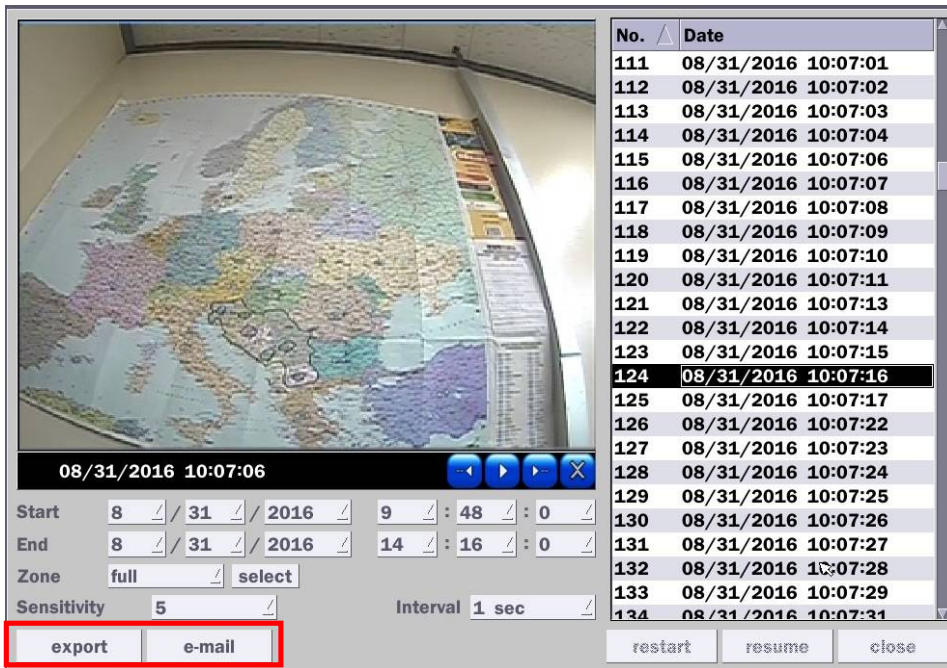 No. Date
111 08/31/2016 10:07:01
112 08/31/2016 10:07:02
113 08/31/2016 10:07:03
114 08/31/2016 10:07:04
115 08/31/2016 10:07:06
116 08/31/2016 10:07:07
117 08/31/2016 10:07:08
118 08/31/2016 10:07:09
119 08/31/2016 10:07:10
120 08/31/2016 10:07:11
121 08/31/2016 10:07:13
122 08/31/2016 10:07:14
123 08/31/2016 10:07:15
124 08/31/2016 10:07:16
125 08/31/2016 10:07:17
126 08/31/2016 10:07:22
127 08/31/2016 10:07:23
128 08/31/2016 10:07:24
129 08/31/2016 10:07:25
130 08/31/2016 10:07:26
131 08/31/2016 10:07:27
132 08/31/2016 10:07:28
133 08/31/2016 10:07:29
134 08/31/2016 10:07:31
08/31/2016 10:07:06
Start 8 / 31 / 2016 9 : 48 : 0
End 8 / 31 / 2016 14 : 16 : 0
Zone full select
Sensitivity 5 Interval 1 sec
export e-mail restart resume close